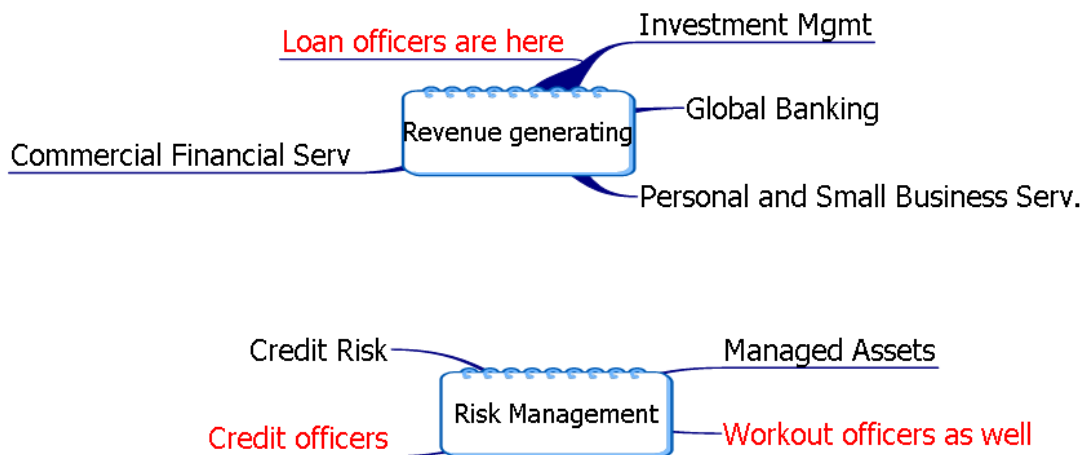 Loan officers are here
Investment Mgmt
Revenue generating
Global Banking
Commercial Financial Serv
Personal and Small Business Serv.
Credit Risk
Managed Assets
Risk Management
Credit officers
Workout officers as well